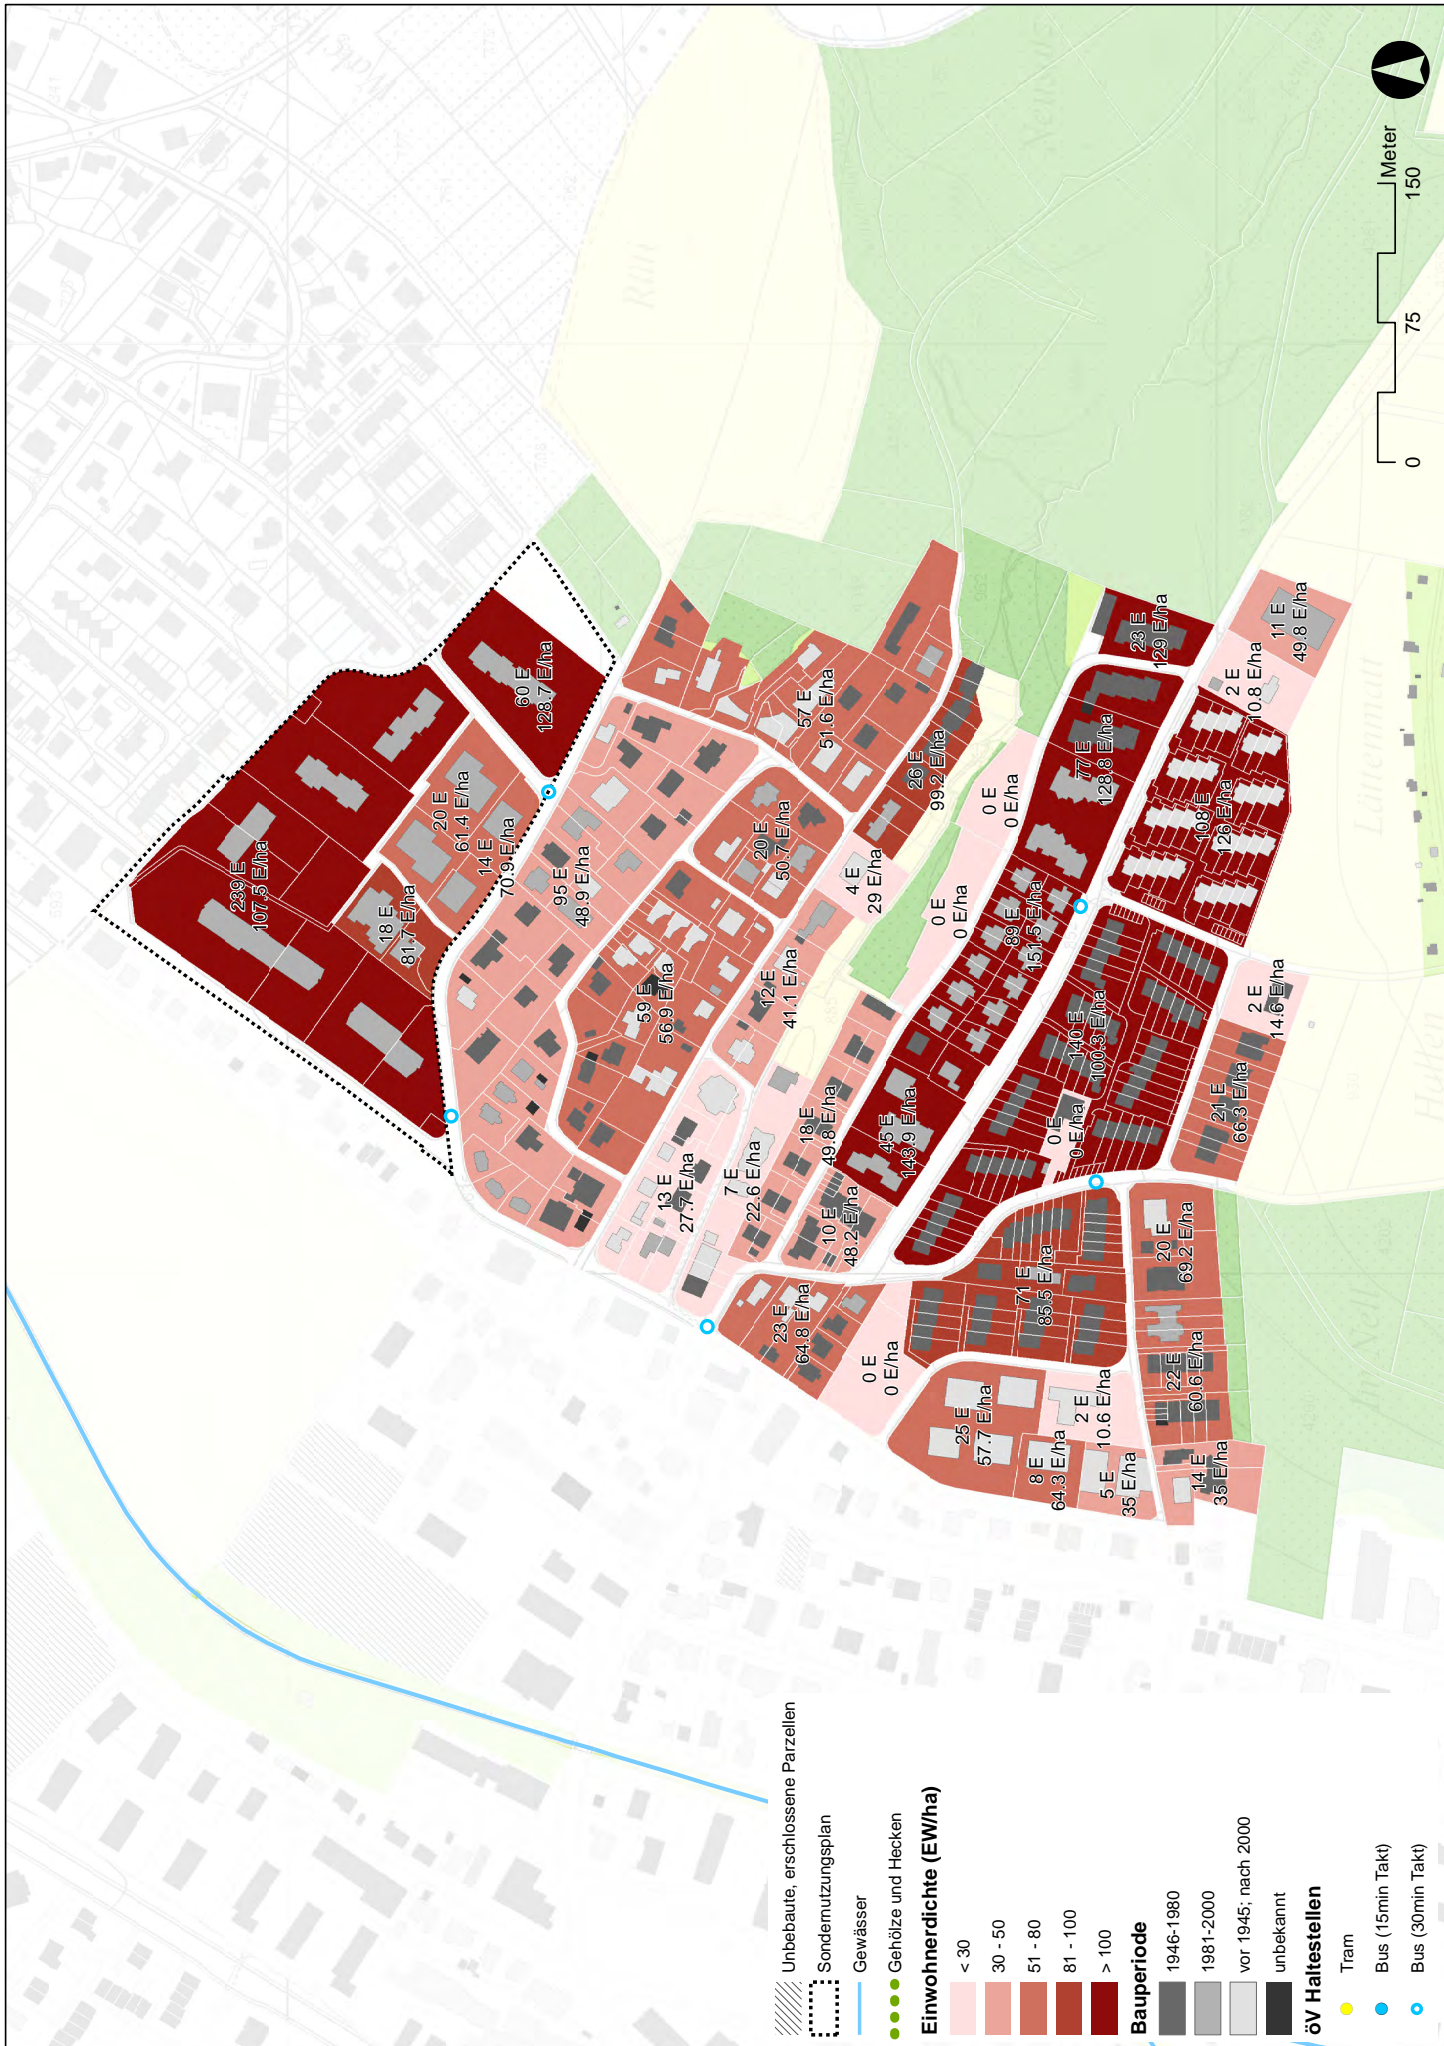 239 E
107.5 E/ha
60 E
128.7 E/ha
20 E
61.4 E/ha
14 E
70.9 E/ha
18 E
81.7 E/ha
95 E
48.9 E/ha
57 E
51.6 E/ha
20 E
50.7 E/ha
59 E
56.9 E/ha
26 E
99.2 E/ha
4 E
29 E/ha
12 E
41.1 E/ha
13 E
27.7 E/ha
7 E
22.6 E/ha
18 E
49.8 E/ha
10 E
48.2 E/ha
23 E
64.8 E/ha
0 E
0 E/ha
0 E
0 E/ha
0 E
0 E/ha
23 E
129 E/ha
77 E
128.8 E/ha
89 E
151.5 E/ha
45 E
143.9 E/ha
11 E
49.8 E/ha
2 E
10.8 E/ha
108 E
126 E/ha
140 E
100.3 E/ha
0 E
0 E/ha
2 E
14.6 E/ha
21 E
66.3 E/ha
71 E
85.5 E/ha
20 E
69.2 E/ha
22 E
60.6 E/ha
25 E
57.7 E/ha
2 E
10.6 E/ha
8 E
64.3 E/ha
5 E
35 E/ha
14 E
35 E/ha
Rüti
0 75 150
Meter
Unbebaute, erschlossene Parzellen
Sondernutzungsplan
Gewässer
Gehölze und Hecken
Einwohnerdichte (EW/ha)
< 30
30 - 50
51 - 80
81 - 100
> 100
Bauperiode
1946-1980
1981-2000
vor 1945; nach 2000
unbekannt
öV Haltestellen
Tram
Bus (15min Takt)
Bus (30min Takt)